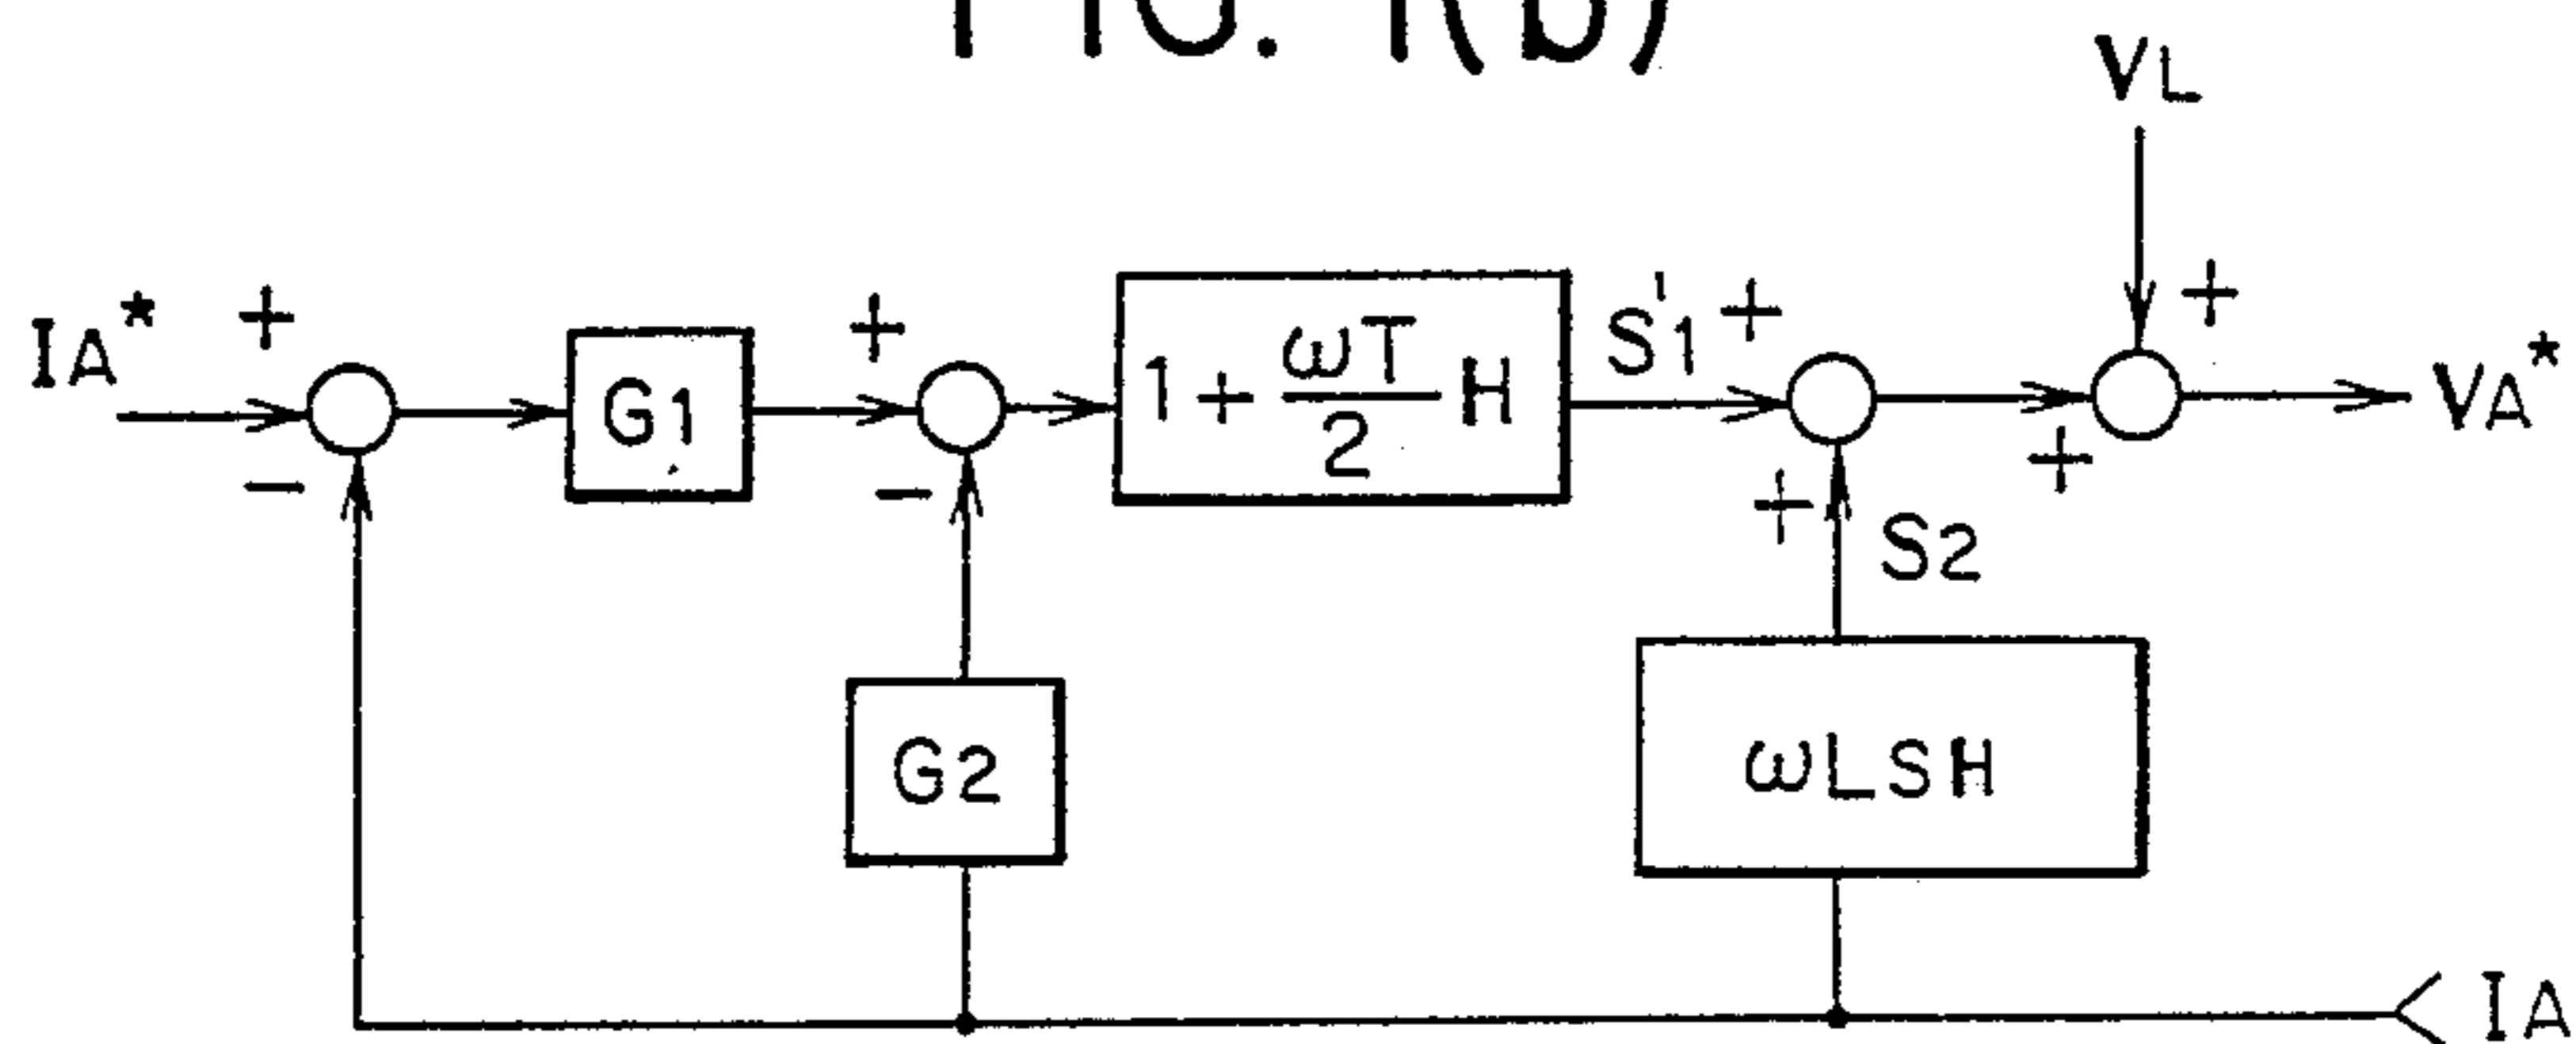 FIG. 1(b)
VL
+
IA* + G1 + 1 + ωT/2 H S'1 + VA*
- - + S2 +
G2 ωLSH
IA